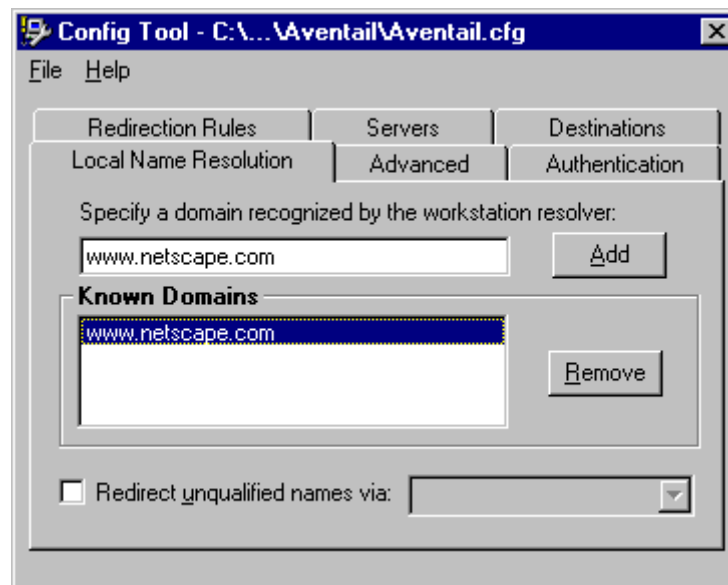 Config Tool - C:\...\Aventail\Aventail.cfg
File Help
Redirection Rules Servers Destinations
Local Name Resolution Advanced Authentication
Specify a domain recognized by the workstation resolver:
www.netscape.com Add
Known Domains
www.netscape.com
Remove
Redirect unqualified names via: